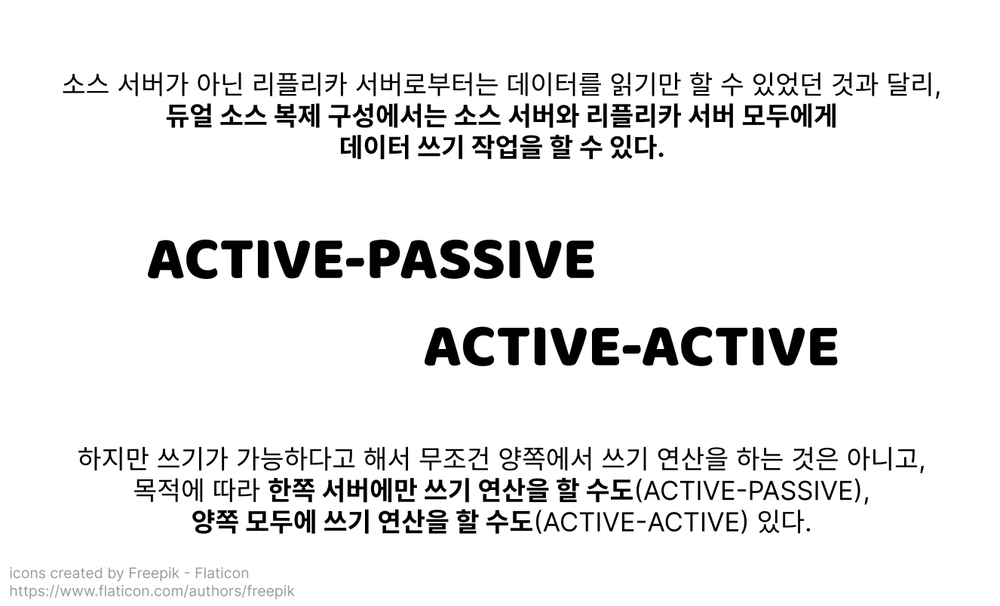 소스 서버가 아닌 리플리카 서버로부터는 데이터를 읽기만 할 수 있었던 것과 달리,
듀얼 소스 복제 구성에서는 소스 서버와 리플리카 서버 모두에게
데이터 쓰기 작업을 할 수 있다.
ACTIVE-PASSIVE
ACTIVE-ACTIVE
하지만 쓰기가 가능하다고 해서 무조건 양쪽에서 쓰기 연산을 하는 것은 아니고,
목적에 따라 한쪽 서버에만 쓰기 연산을 할 수도(ACTIVE-PASSIVE),
양쪽 모두에 쓰기 연산을 할 수도(ACTIVE-ACTIVE) 있다.
icons created by Freepik - Flaticon
https://www.flaticon.com/authors/freepik